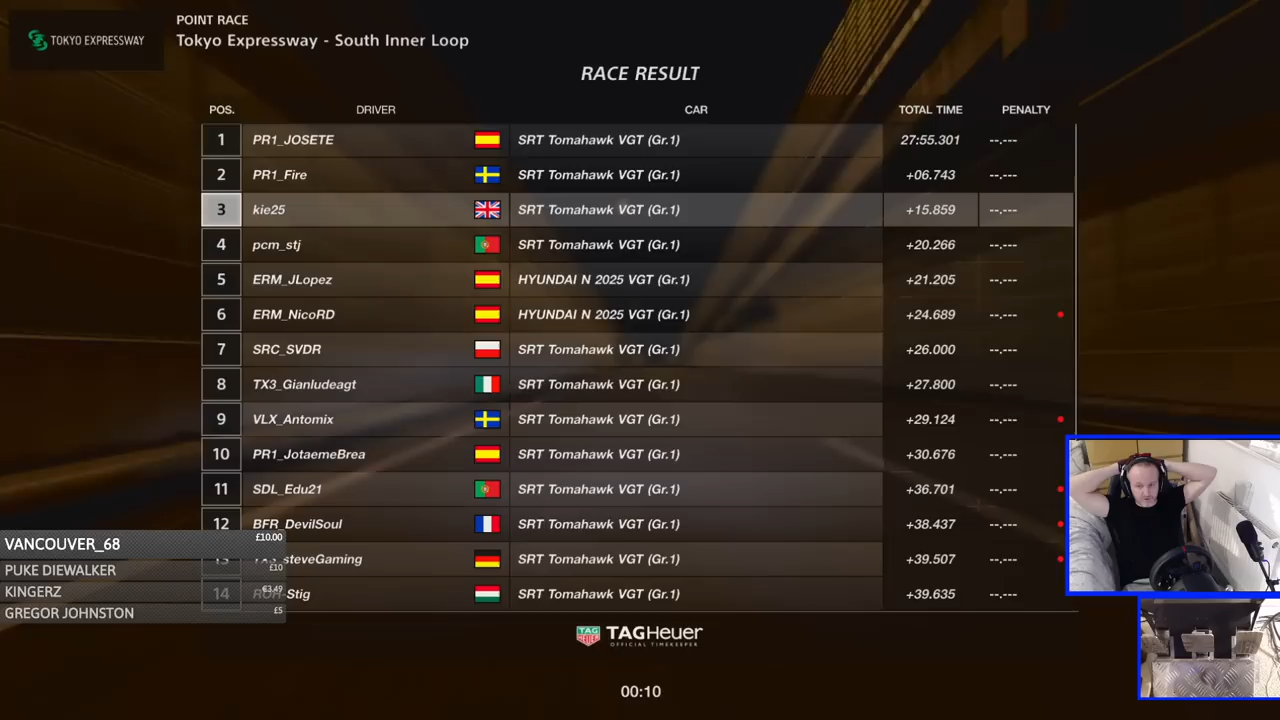 TOKYO EXPRESSWAY
POINT RACE
Tokyo Expressway - South Inner Loop
RACE RESULT
POS. DRIVER CAR TOTAL TIME PENALTY
1 PR1_JOSETE SRT Tomahawk VGT (Gr.1) 27:55.301 --.---
2 PR1_Fire SRT Tomahawk VGT (Gr.1) +06.743 --.---
3 kie25 SRT Tomahawk VGT (Gr.1) +15.859 --.---
4 pcm_stj SRT Tomahawk VGT (Gr.1) +20.266 --.---
5 ERM_JLopez HYUNDAI N 2025 VGT (Gr.1) +21.205 --.---
6 ERM_NicoRD HYUNDAI N 2025 VGT (Gr.1) +24.689 --.---
7 SRC_SVDR SRT Tomahawk VGT (Gr.1) +26.000 --.---
8 TX3_Gianludeagt SRT Tomahawk VGT (Gr.1) +27.800 --.---
9 VLX_Antomix SRT Tomahawk VGT (Gr.1) +29.124 --.---
10 PR1_JotaemeBrea SRT Tomahawk VGT (Gr.1) +30.676 --.---
11 SDL_Edu21 SRT Tomahawk VGT (Gr.1) +36.701 --.---
12 BFR_DevilSoul SRT Tomahawk VGT (Gr.1) +38.437 --.---
13 steveGaming SRT Tomahawk VGT (Gr.1) +39.507 --.---
14 Stig SRT Tomahawk VGT (Gr.1) +39.635 --.---
VANCOUVER_68 £10.00
PUKE DIEWALKER £10
KINGERZ €3.49
GREGOR JOHNSTON £5
TAG HEUER TAGHeuer
OFFICIAL TIMEKEEPER
00:10